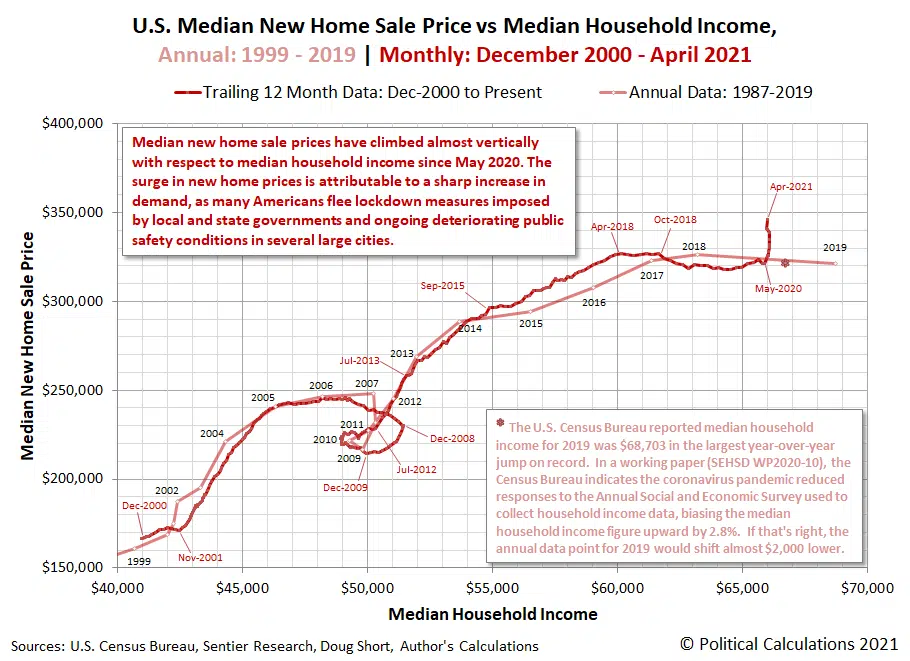 U.S. Median New Home Sale Price vs Median Household Income,
Annual: 1999 - 2019 | Monthly: December 2000 - April 2021
Trailing 12 Month Data: Dec-2000 to Present
Annual Data: 1987-2019
$400,000
$350,000
$300,000
$250,000
$200,000
$150,000
Median New Home Sale Price
Median new home sale prices have climbed almost vertically
with respect to median household income since May 2020. The
surge in new home prices is attributable to a sharp increase in
demand, as many Americans flee lockdown measures imposed
by local and state governments and ongoing deteriorating public
safety conditions in several large cities.
Apr-2021
Apr-2018
Oct-2018
2018
2019
2017
May-2020
Sep-2015
2016
2014
2015
Jul-2013
2013
2005
2006
2007
2012
2004
2011
2010
Dec-2008
2009
Jul-2012
Dec-2009
2002
Dec-2000
1999
Nov-2001
* The U.S. Census Bureau reported median household
income for 2019 was $68,703 in the largest year-over-year
jump on record. In a working paper (SEHSD WP2020-10), the
Census Bureau indicates the coronavirus pandemic reduced
responses to the Annual Social and Economic Survey used to
collect household income data, biasing the median
household income figure upward by 2.8%. If that's right, the
annual data point for 2019 would shift almost $2,000 lower.
$40,000
$45,000
$50,000
$55,000
$60,000
$65,000
$70,000
Median Household Income
Sources: U.S. Census Bureau, Sentier Research, Doug Short, Author's Calculations
© Political Calculations 2021